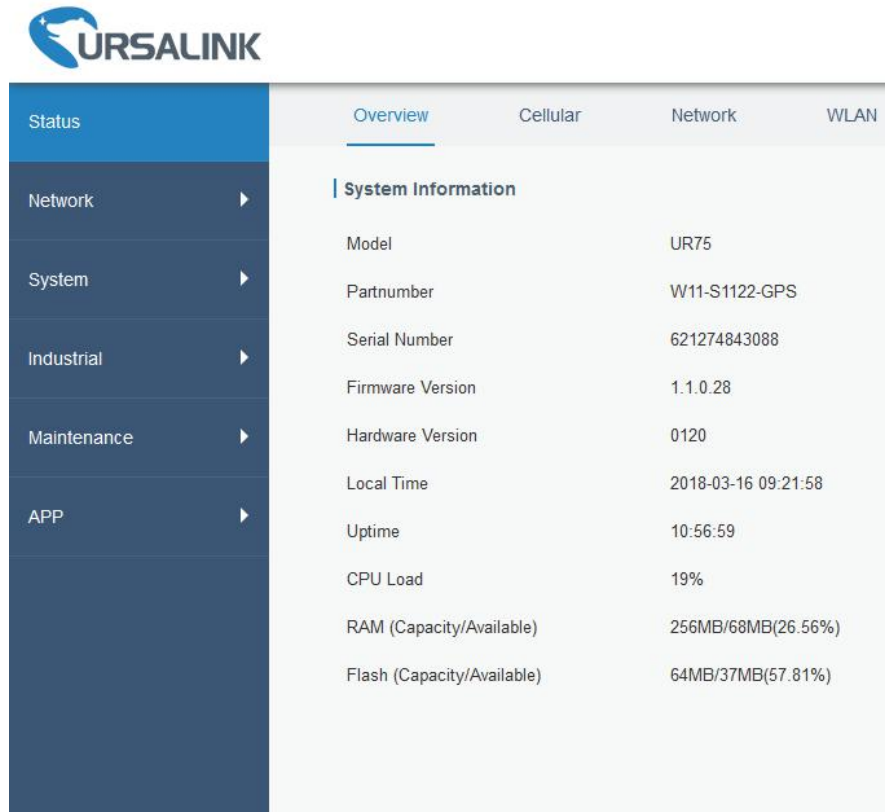 URSALINK
Status
Overview Cellular Network WLAN
System Information
Network
Model UR75
System
Partnumber W11-S1122-GPS
Serial Number 621274843088
Industrial
Firmware Version 1.1.0.28
Maintenance
Hardware Version 0120
Local Time 2018-03-16 09:21:58
APP
Uptime 10:56:59
CPU Load 19%
RAM (Capacity/Available) 256MB/68MB(26.56%)
Flash (Capacity/Available) 64MB/37MB(57.81%)